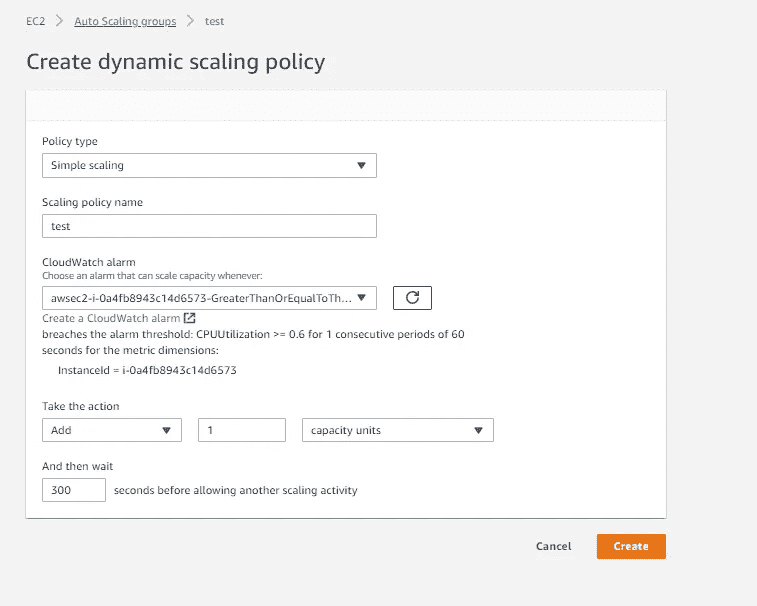 EC2 > Auto Scaling groups > test
Create dynamic scaling policy
Policy type
Simple scaling
Scaling policy name
test
CloudWatch alarm
Choose an alarm that can scale capacity whenever:
awsec2-i-0a4fb8943c14d6573-GreaterThanOrEqualToTh...
Create a CloudWatch alarm
breaches the alarm threshold: CPUUtilization >= 0.6 for 1 consecutive periods of 60
seconds for the metric dimensions:
InstanceId = i-0a4fb8943c14d6573
Take the action
Add 1 capacity units
And then wait
300 seconds before allowing another scaling activity
Cancel Create